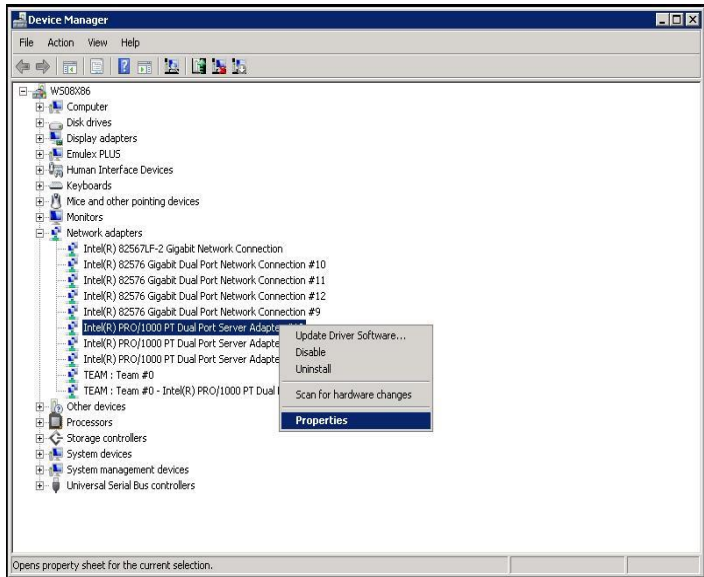 Device Manager
File Action View Help
WS08X86
Computer
Disk drives
Display adapters
Emulex PLUS
Human Interface Devices
Keyboards
Mice and other pointing devices
Monitors
Network adapters
Intel(R) 82567LF-2 Gigabit Network Connection
Intel(R) 82576 Gigabit Dual Port Network Connection #10
Intel(R) 82576 Gigabit Dual Port Network Connection #11
Intel(R) 82576 Gigabit Dual Port Network Connection #12
Intel(R) 82576 Gigabit Dual Port Network Connection #9
Intel(R) PRO/1000 PT Dual Port Server Adapte
Intel(R) PRO/1000 PT Dual Port Server Adapte
Intel(R) PRO/1000 PT Dual Port Server Adapte
TEAM : Team #0
TEAM : Team #0 - Intel(R) PRO/1000 PT Dual
Other devices
Processors
Storage controllers
System devices
System management devices
Universal Serial Bus controllers
Update Driver Software...
Disable
Uninstall
Scan for hardware changes
Properties
Opens property sheet for the current selection.